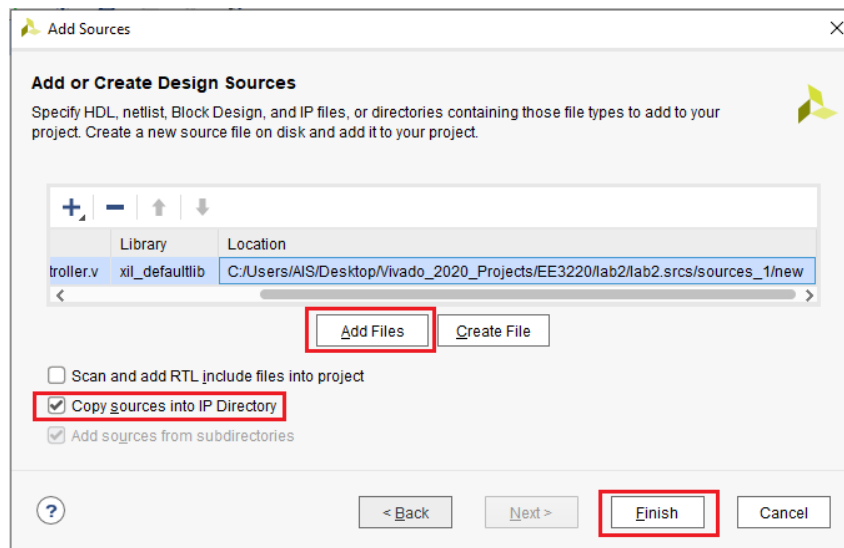 Add Sources
Add or Create Design Sources
Specify HDL, netlist, Block Design, and IP files, or directories containing those file types to add to your
project. Create a new source file on disk and add it to your project.
Library Location
troller.v xil_defaultlib C:/Users/AIS/Desktop/Vivado_2020_Projects/EE3220/lab2/lab2.srcs/sources_1/new
Add Files Create File
Scan and add RTL include files into project
Copy sources into IP Directory
Add sources from subdirectories
? < Back Next > Finish Cancel